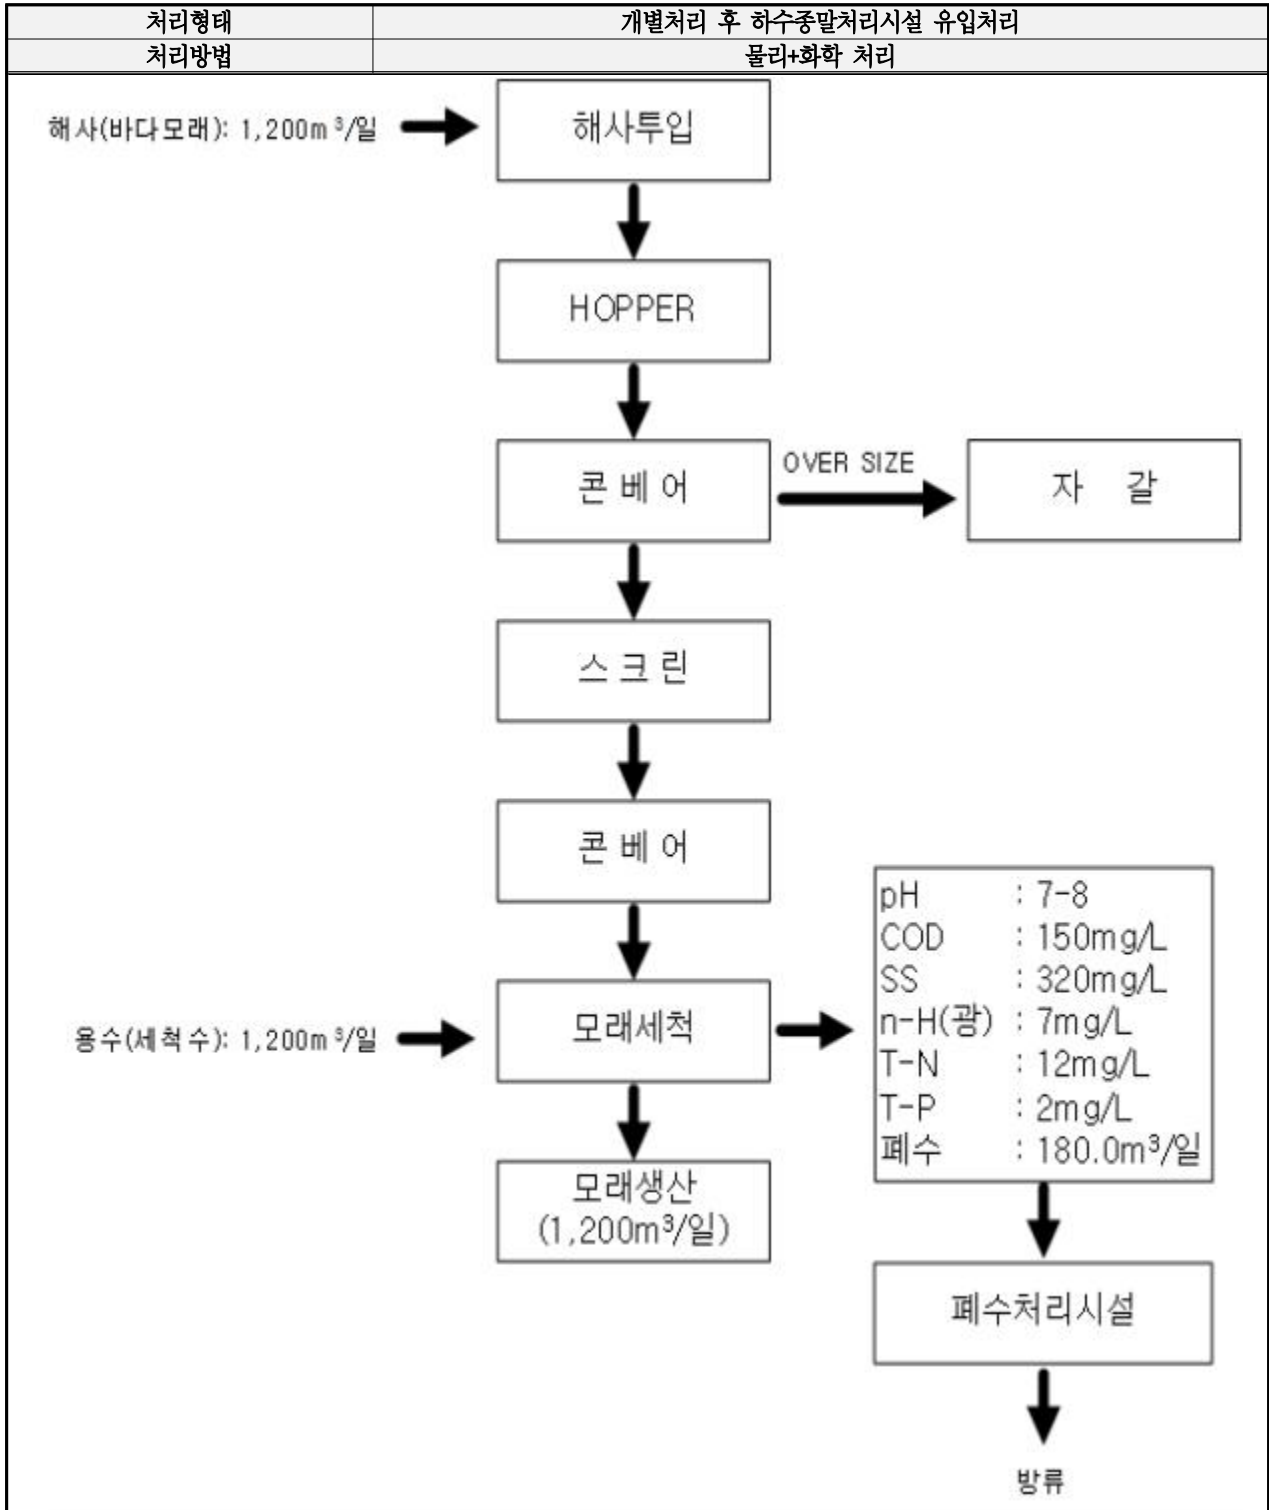 처리형태 개별처리 후 하수종말처리시설 유입처리
처리방법 물리+화학 처리
해사(바다모래): 1,200m³/일
해사투입
HOPPER
콘베어
OVER SIZE
자 갈
스크린
콘베어
pH : 7-8
COD : 150mg/L
SS : 320mg/L
n-H(광) : 7mg/L
T-N : 12mg/L
T-P : 2mg/L
폐수 : 180.0m³/일
용수(세척수): 1,200m³/일
모래세척
모래생산
(1,200m³/일)
폐수처리시설
방류